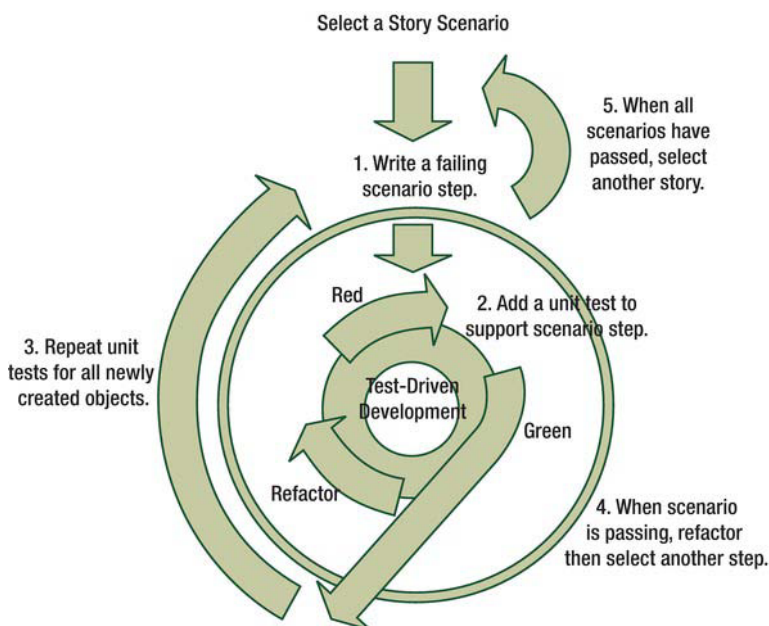 Select a Story Scenario
5. When all
scenarios have
passed, select
another story.
1. Write a failing
scenario step.
Red
2. Add a unit test to
support scenario step.
3. Repeat unit
tests for all newly
created objects.
Test-Driven
Development
Green
Refactor
4. When scenario
is passing, refactor
then select another step.